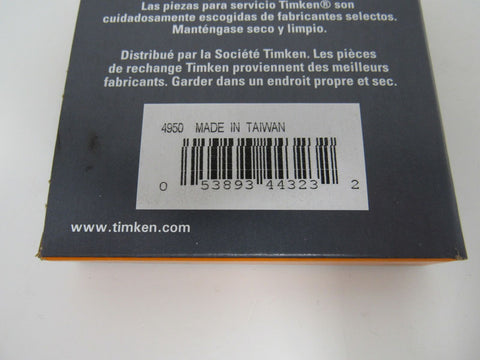 Las piezas para servicio Timken® son
cuidadosamente escogidas de fabricantes selectos.
Manténgase seco y limpio.
Distribué par la Société Timken. Les pièces
de rechange Timken proviennent des meilleurs
fabricants. Garder dans un endroit propre et sec.
4950 MADE IN TAIWAN
0 53893 44323 2
www.timken.com